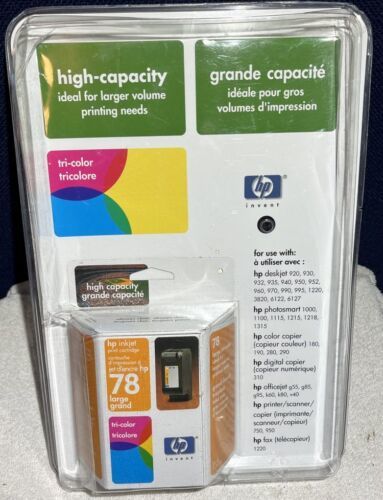 high-capacity
ideal for larger volume
printing needs
grande capacité
idéale pour gros
volumes d'impression
tri-color
tricolore
hp
invent
for use with:
à utiliser avec :
hp deskjet 920, 930,
932, 935, 940, 950, 952,
960, 970, 990, 995, 1220,
3820, 6122, 6127
hp photosmart 1000,
1100, 1115, 1215, 1218,
1315
hp color copier
(copieur couleur) 180,
190, 280, 290
hp digital copier
(copieur numérique)
310
hp officejet g55, g85,
g95, k60, k80, v40
hp printer/scanner/
copier (imprimante/
scanneur/copieur)
750, 950
hp fax (télécopieur)
1220
high capacity
grande capacité
hp inkjet
print cartridge
cartouche
d'impression à
jet d'encre hp
78
large
grand
tri-color
tricolore
hp
invent